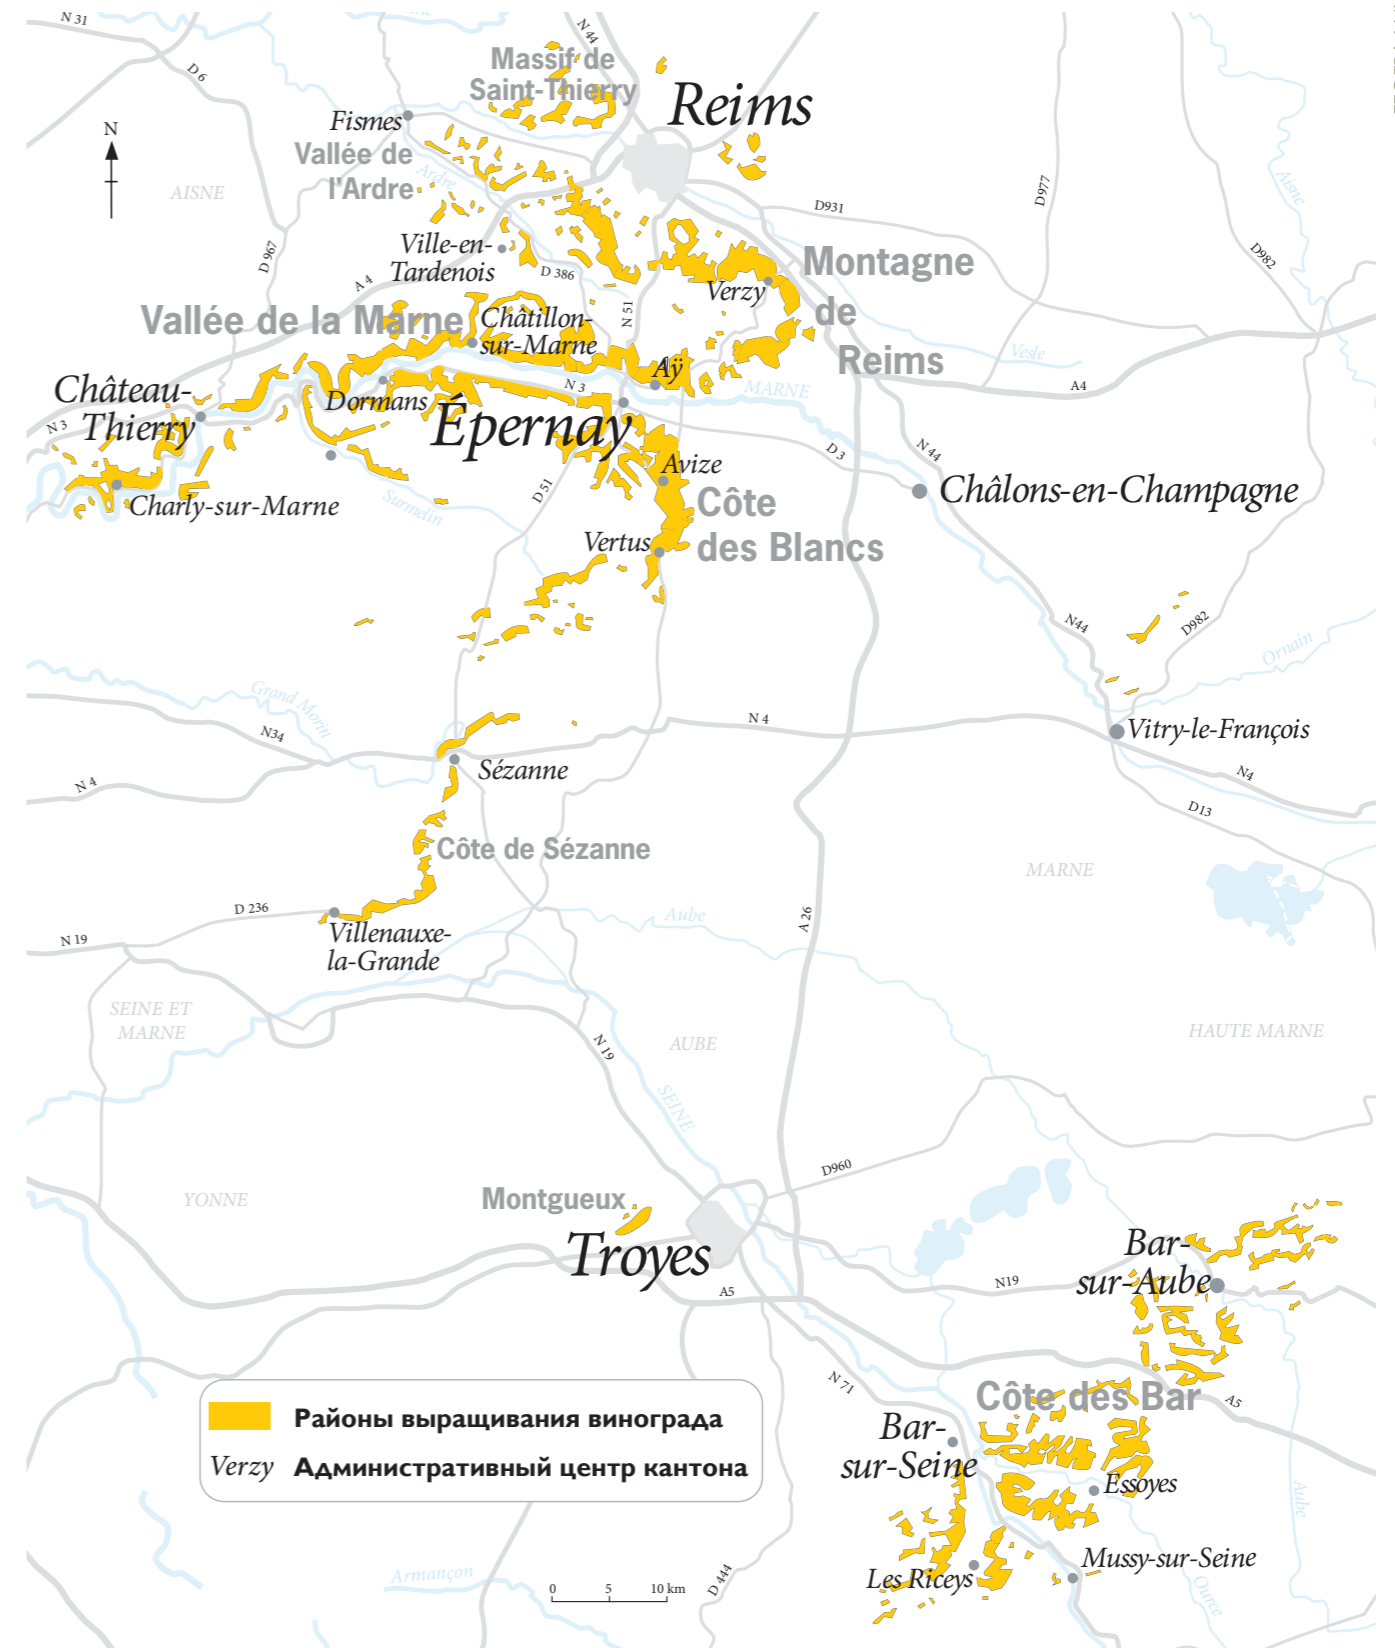 N 31
N 44
D 6
Massif de
Saint-Thierry
Reims
Fismes
Vallée de
l'Ardre
Ardre
N
AISNE
Aisne
D977
D931
D982
D 967
Ville-en-
Tardenois
D 386
A 4
Verzy
Montagne
de
Reims
N 51
Vallée de la Marne
Châtillon-
sur-Marne
Vesle
Aÿ
MARNE
A4
Château-
Thierry
Dormans
N 3
Épernay
N 3
D 3
N 44
Avize
Côte
des Blancs
Châlons-en-Champagne
D 51
Charly-sur-Marne
Surmelin
Vertus
N44
D982
Ornain
Grand Morin
N34
N 4
Vitry-le-François
Sézanne
N 4
N4
D13
Côte de Sézanne
MARNE
D 236
Aube
A 26
N 19
Villenauxe-
la-Grande
SEINE ET
MARNE
N 19
AUBE
HAUTE MARNE
SEINE
D960
YONNE
Montgueux
Troyes
Bar-
sur-Aube
A5
N19
N 71
Côte des Bar
A5
Bar-
sur-Seine
Essoyes
Aube
Районы выращивания винограда
Verzy Административный центр кантона
Mussy-sur-Seine
Les Riceys
Ource
Armançon
0 5 10 km
D 444